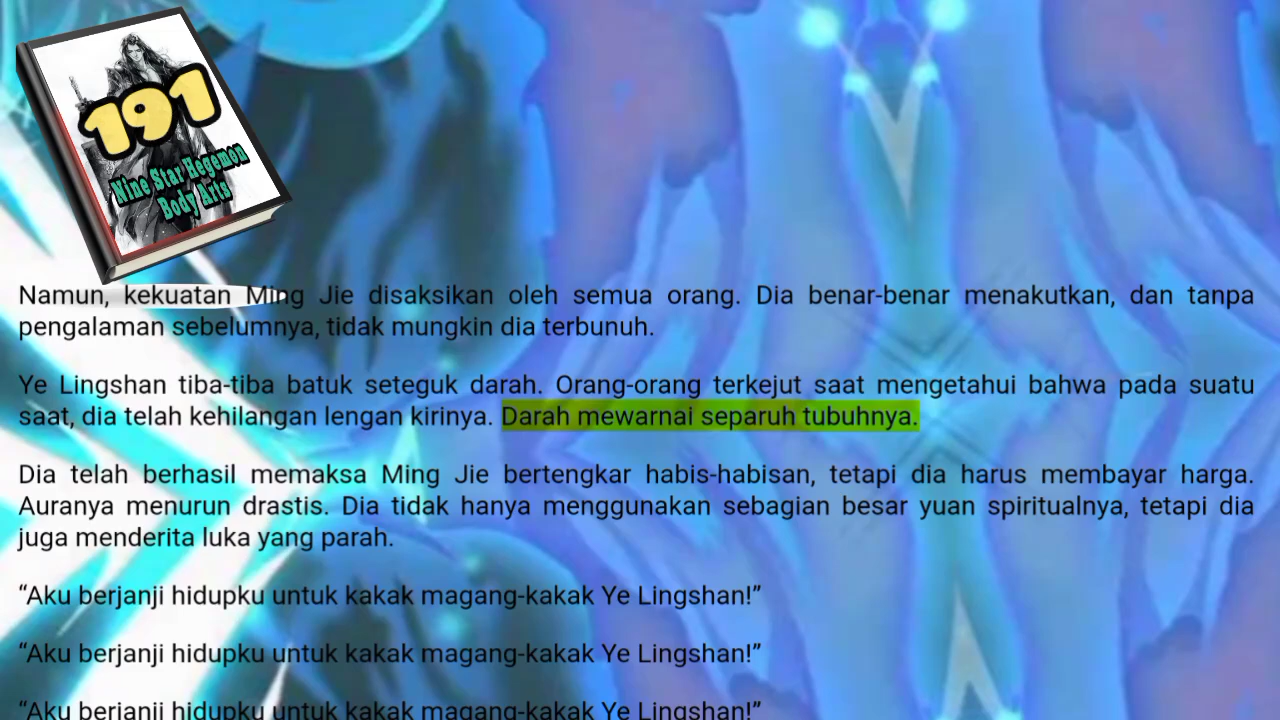 191
Nine Star Hegemon
Body Arts
Namun, kekuatan Ming Jie disaksikan oleh semua orang. Dia benar-benar menakutkan, dan tanpa
pengalaman sebelumnya, tidak mungkin dia terbunuh.
Ye Lingshan tiba-tiba batuk seteguk darah. Orang-orang terkejut saat mengetahui bahwa pada suatu
saat, dia telah kehilangan lengan kirinya. Darah mewarnai separuh tubuhnya.
Dia telah berhasil memaksa Ming Jie bertengkar habis-habisan, tetapi dia harus membayar harga.
Auranya menurun drastis. Dia tidak hanya menggunakan sebagian besar yuan spiritualnya, tetapi dia
juga menderita luka yang parah.
“Aku berjanji hidupku untuk kakak magang-kakak Ye Lingshan!”
“Aku berjanji hidupku untuk kakak magang-kakak Ye Lingshan!”
“Aku berjanji hidupku untuk kakak magang-kakak Ye Lingshan!”